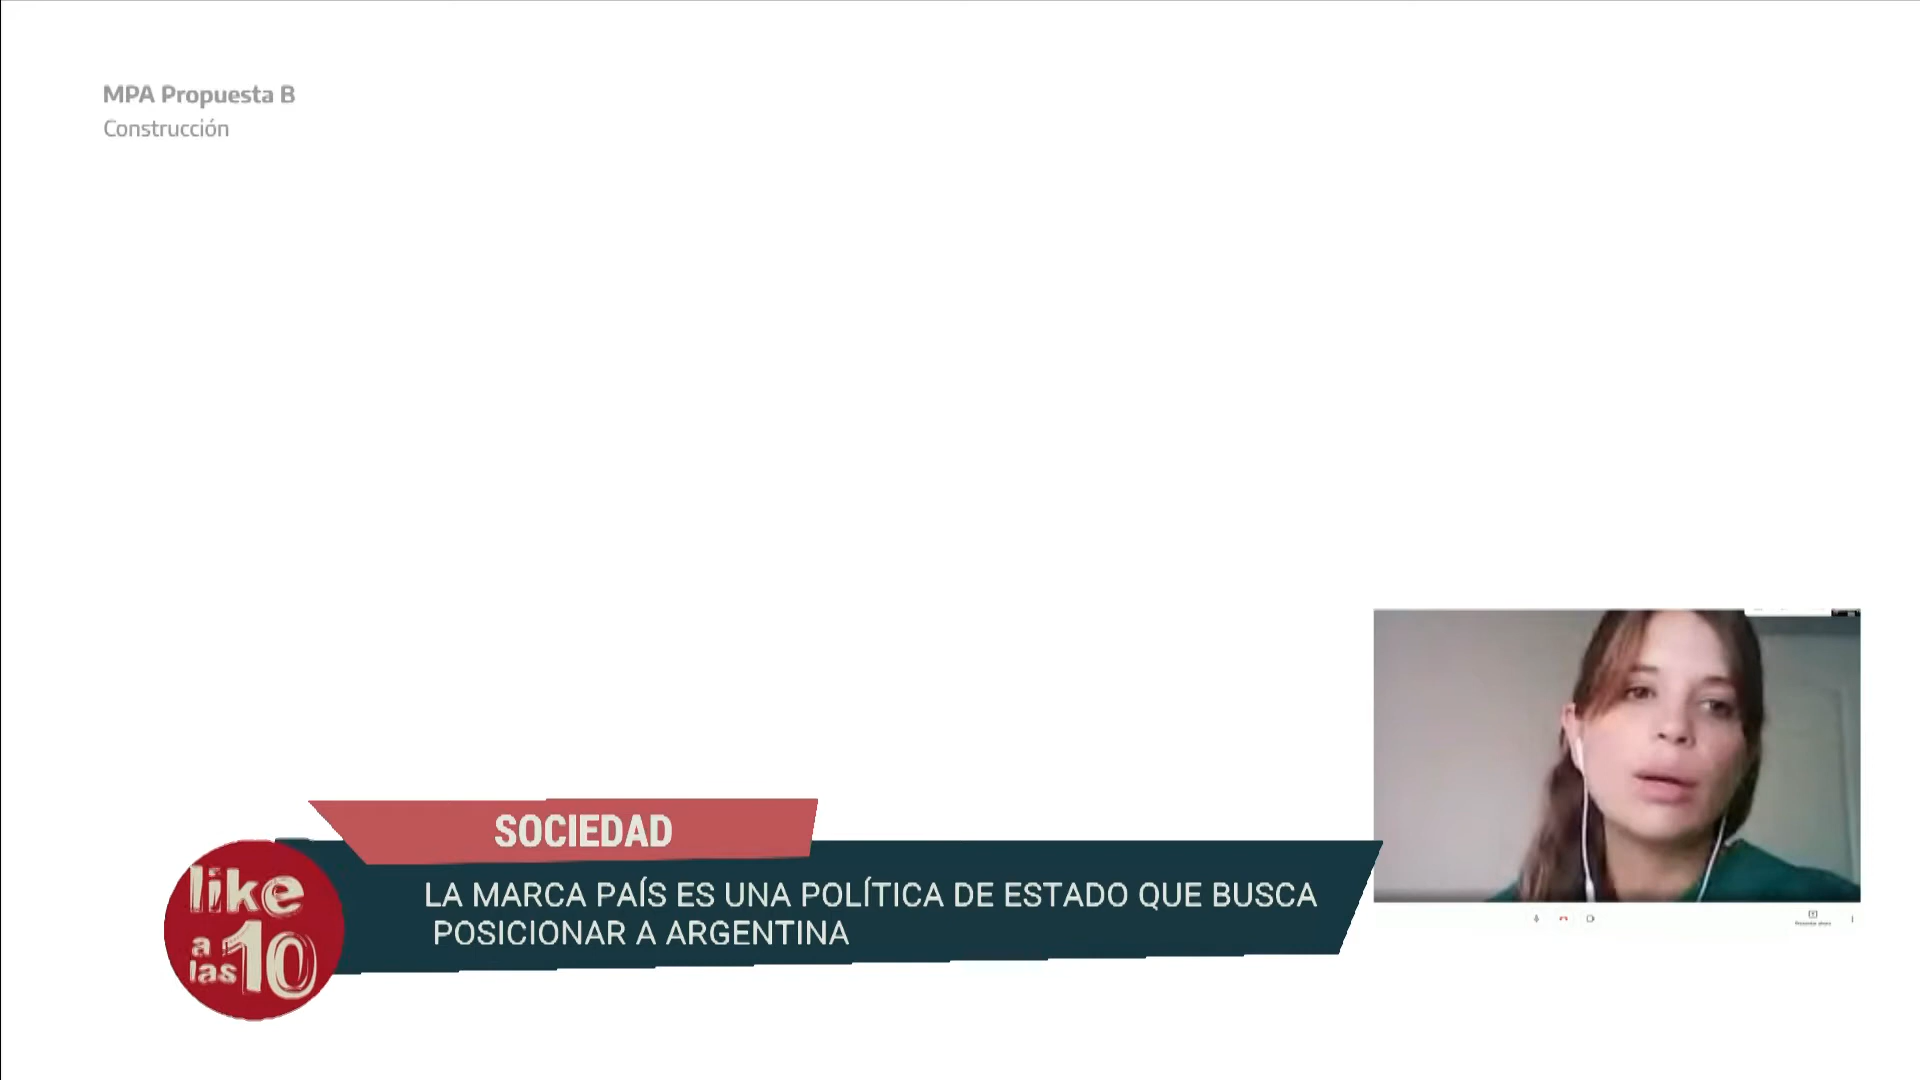 MPA Propuesta B
Construcción
SOCIEDAD
LA MARCA PAÍS ES UNA POLÍTICA DE ESTADO QUE BUSCA
POSICIONAR A ARGENTINA
like
a
las 10